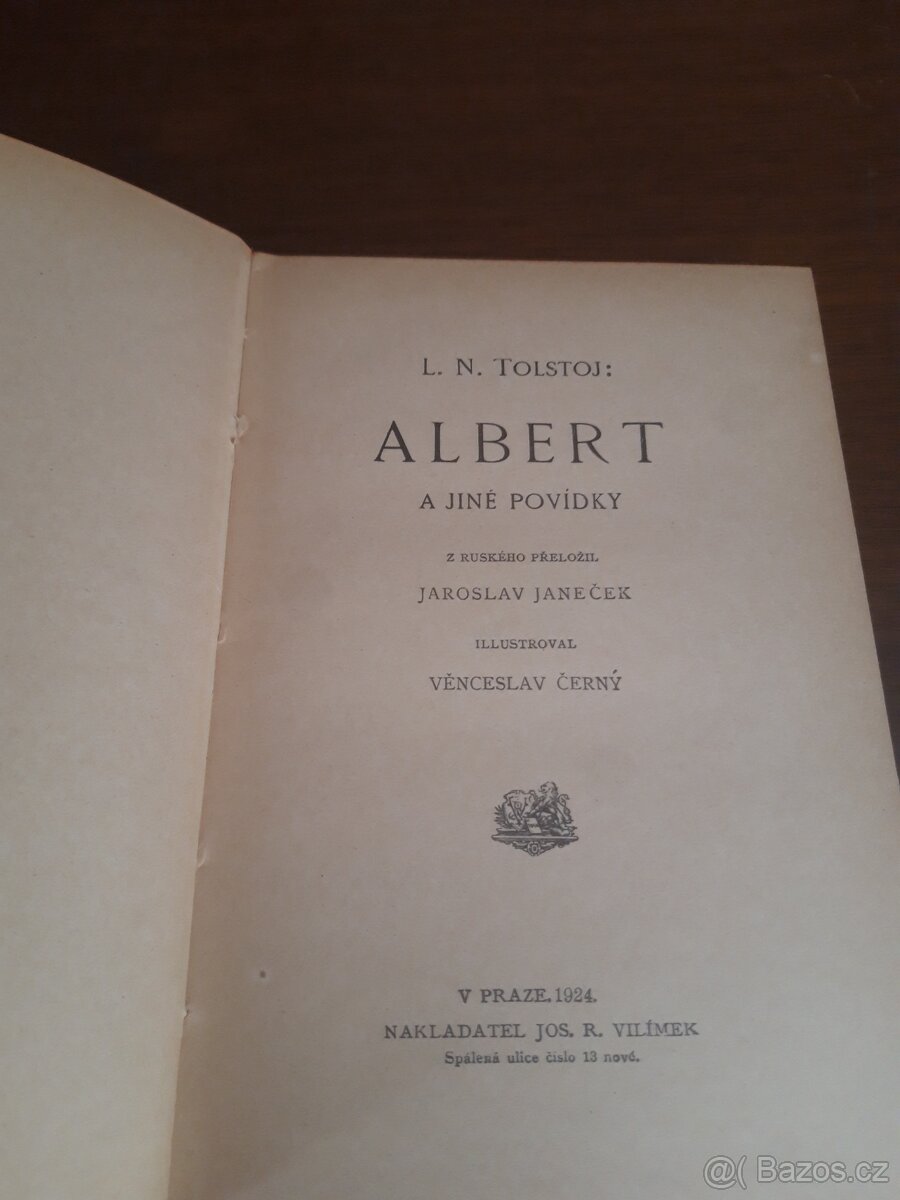 L. N. TOLSTOJ:
ALBERT
A JINÉ POVÍDKY
Z RUSKÉHO PŘELOŽIL
JAROSLAV JANEČEK
ILLUSTROVAL
VĚNCESLAV ČERNÝ
V PRAZE. 1924.
NAKLADATEL JOS. R. VILÍMEK
Spálená ulice číslo 13 nové.
@( Bazos.cz